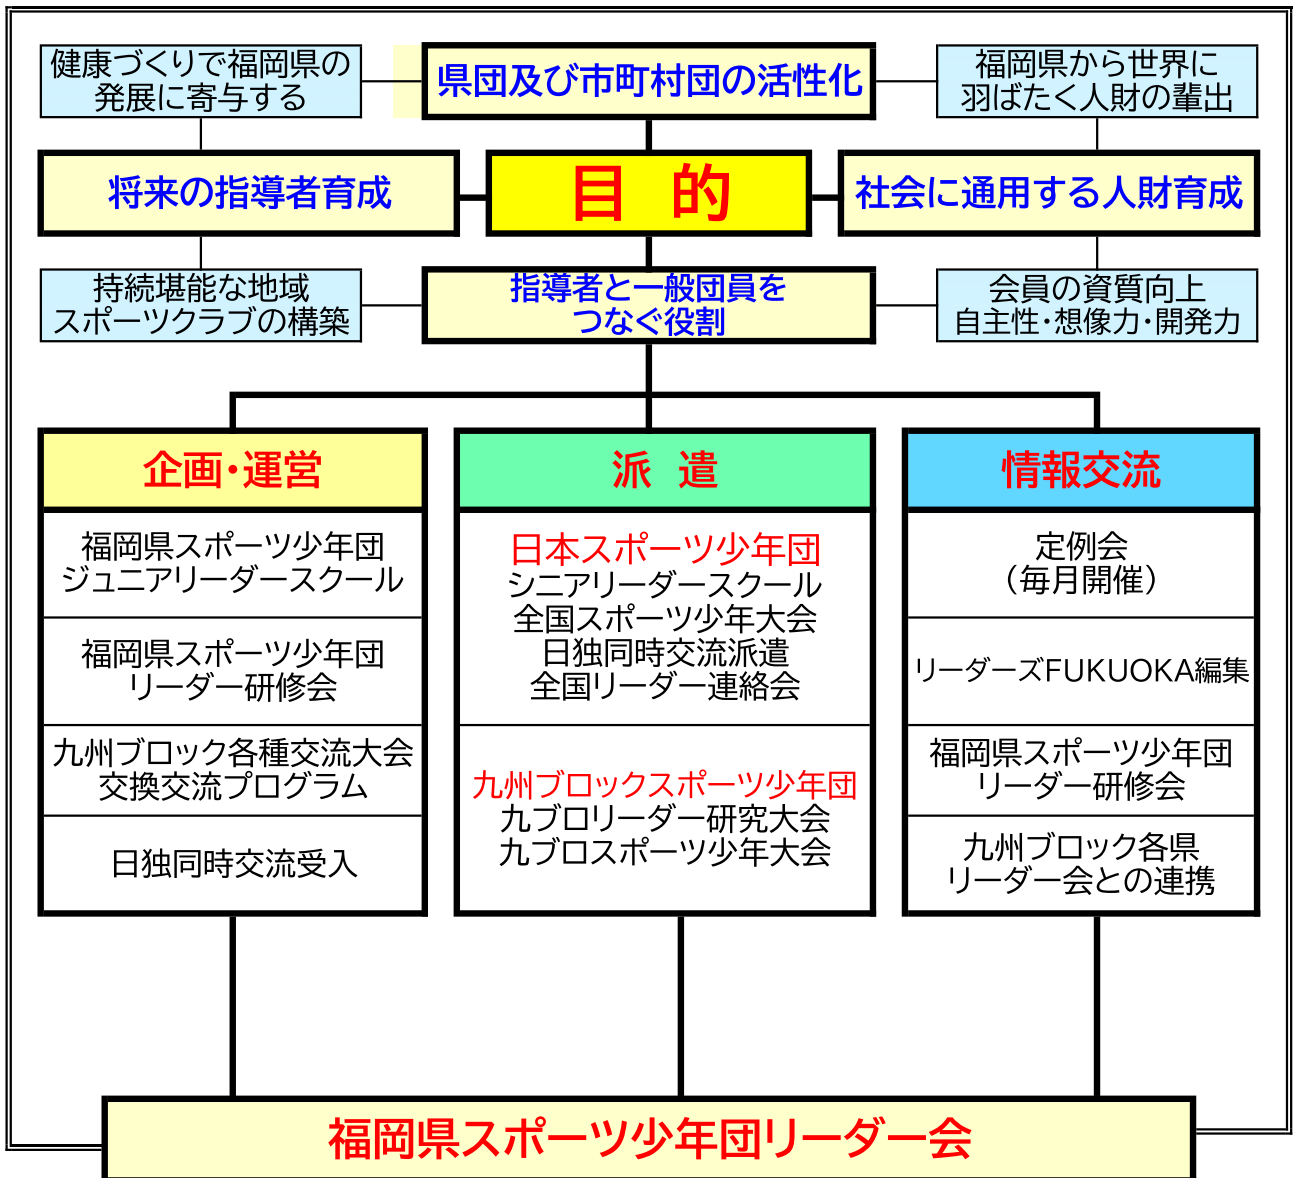 健康づくりで福岡県の
発展に寄与する
県団及び市町村団の活性化
福岡県から世界に
羽ばたく人財の輩出
将来の指導者育成
目 的
社会に通用する人財育成
持続堪能な地域
スポーツクラブの構築
指導者と一般団員を
つなぐ役割
会員の資質向上
自主性・想像力・開発力
企画・運営
福岡県スポーツ少年団
ジュニアリーダースクール
福岡県スポーツ少年団
リーダー研修会
九州ブロック各種交流大会
交換交流プログラム
日独同時交流受入
派 遣
日本スポーツ少年団
シニアリーダースクール
全国スポーツ少年大会
日独同時交流派遣
全国リーダー連絡会
九州ブロックスポーツ少年団
九ブロリーダー研究大会
九ブロスポーツ少年大会
情報交流
定例会
（毎月開催）
リーダーズFUKUOKA編集
福岡県スポーツ少年団
リーダー研修会
九州ブロック各県
リーダー会との連携
福岡県スポーツ少年団リーダー会